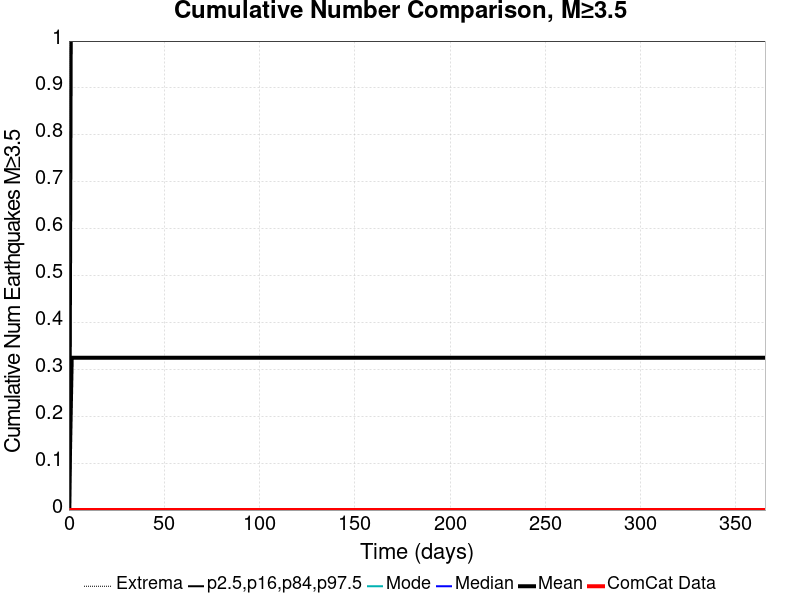 Cumulative Number Comparison, M≥3.5
Cumulative Num Earthquakes M≥3.5
1
0.9
0.8
0.7
0.6
0.5
0.4
0.3
0.2
0.1
0
0 50 100 150 200 250 300 350
Time (days)
Extrema p2.5,p16,p84,p97.5 Mode Median Mean ComCat Data